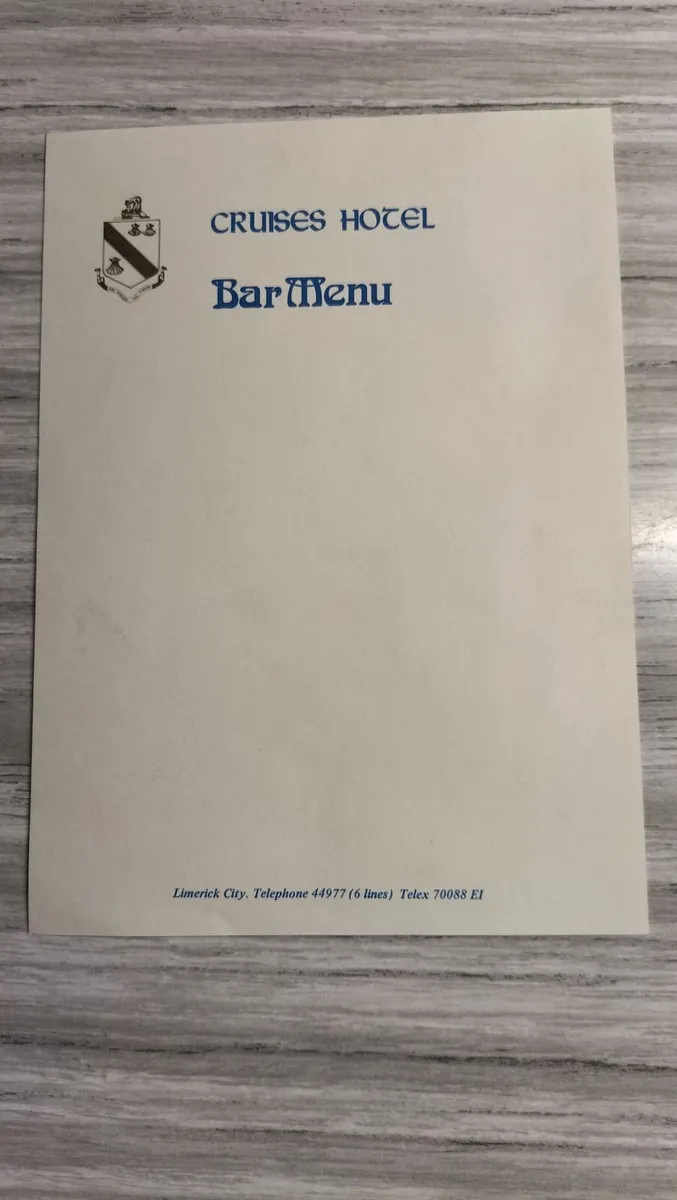 CRUISES HOTEL
Bar Menu
Limerick City. Telephone 44977 (6 lines) Telex 70088 EI